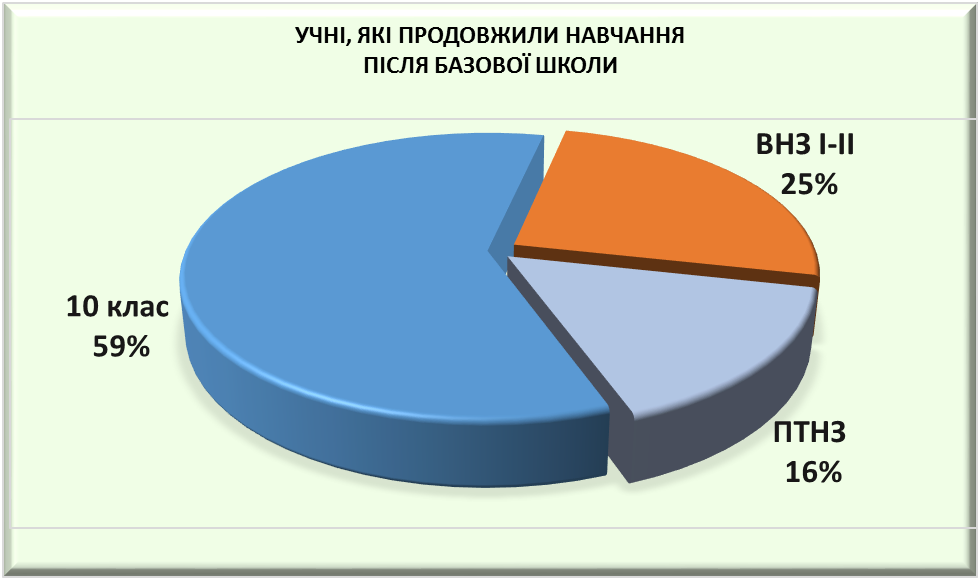 УЧНІ, ЯКІ ПРОДОВЖИЛИ НАВЧАННЯ
ПІСЛЯ БАЗОВОЇ ШКОЛИ
ВНЗ І-ІІ
25%
10 клас
59%
ПТНЗ
16%